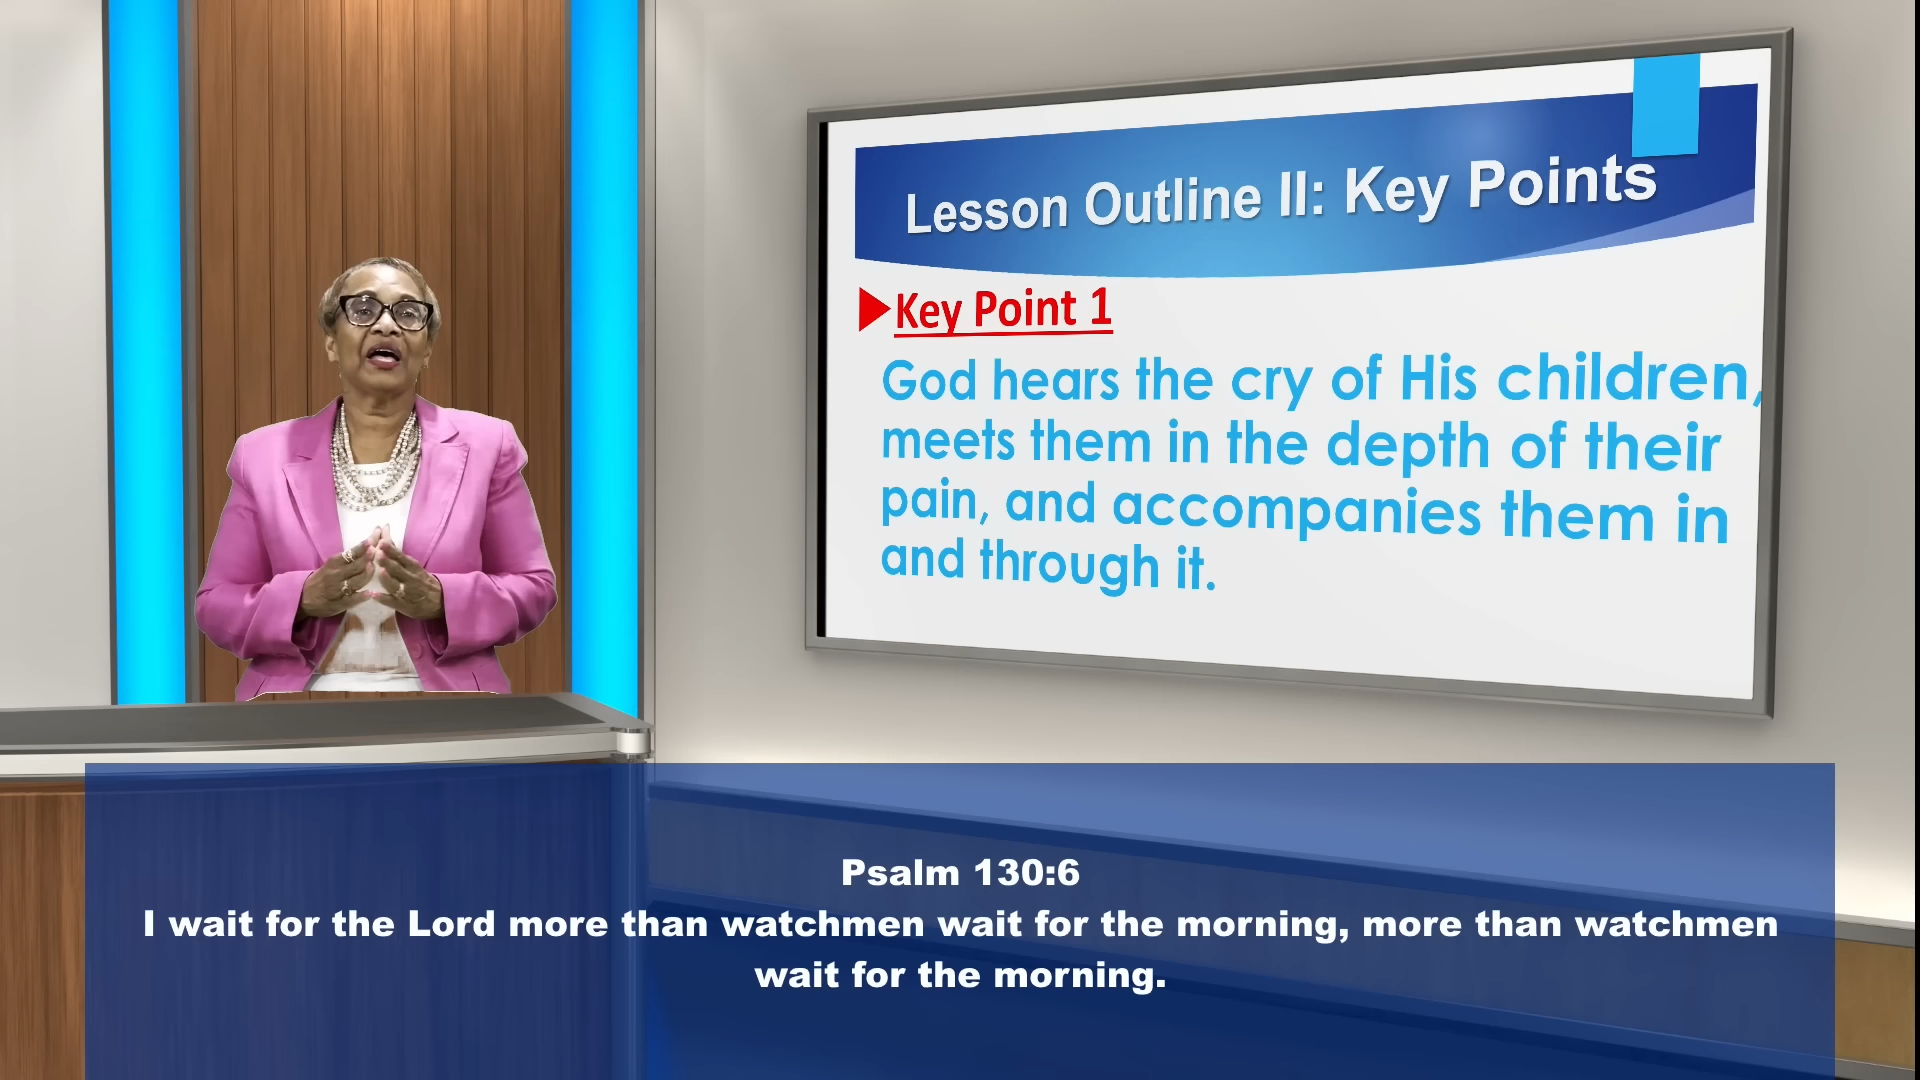 Lesson Outline II: Key Points
Key Point 1
God hears the cry of His children,
meets them in the depth of their
pain, and accompanies them in
and through it.
Psalm 130:6
I wait for the Lord more than watchmen wait for the morning, more than watchmen
wait for the morning.